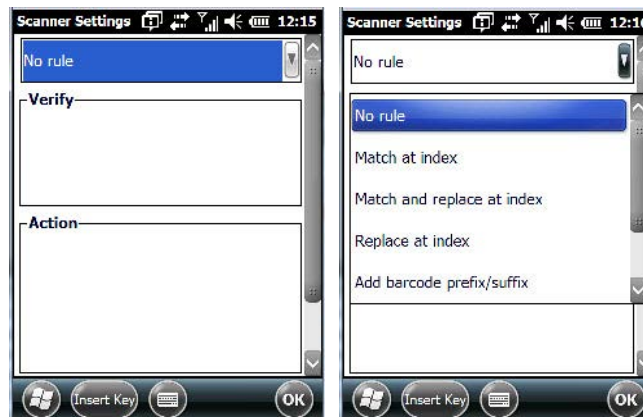 Scanner Settings 12:15
No rule
Verify
Action
Insert Key
OK
Scanner Settings 12:16
No rule
No rule
Match at index
Match and replace at index
Replace at index
Add barcode prefix/suffix
Insert Key
OK